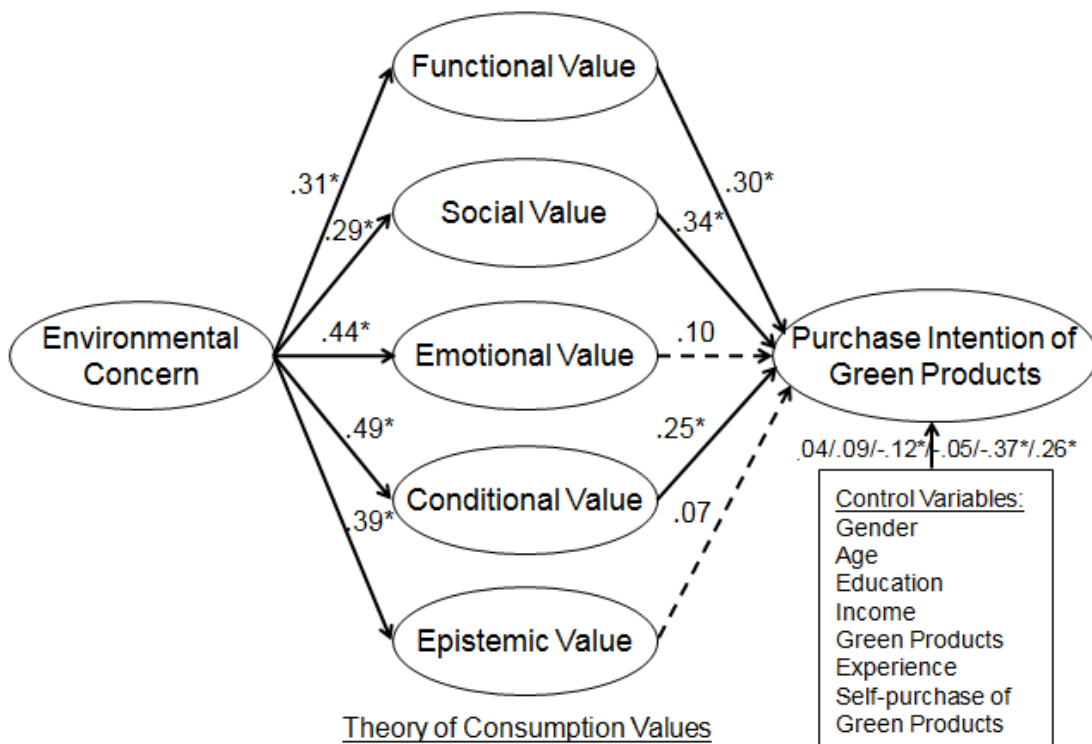 Functional Value
.31*
.30*
Social Value
.29*
.34*
Environmental
Concern
.44*
Emotional Value
.10
Purchase Intention of
Green Products
.49*
.25*
Conditional Value
.39*
.07
.04/.09/-.12*/-.05/-.37*/.26*
Control Variables:
Gender
Age
Education
Income
Green Products
Experience
Self-purchase of
Green Products
Epistemic Value
Theory of Consumption Values